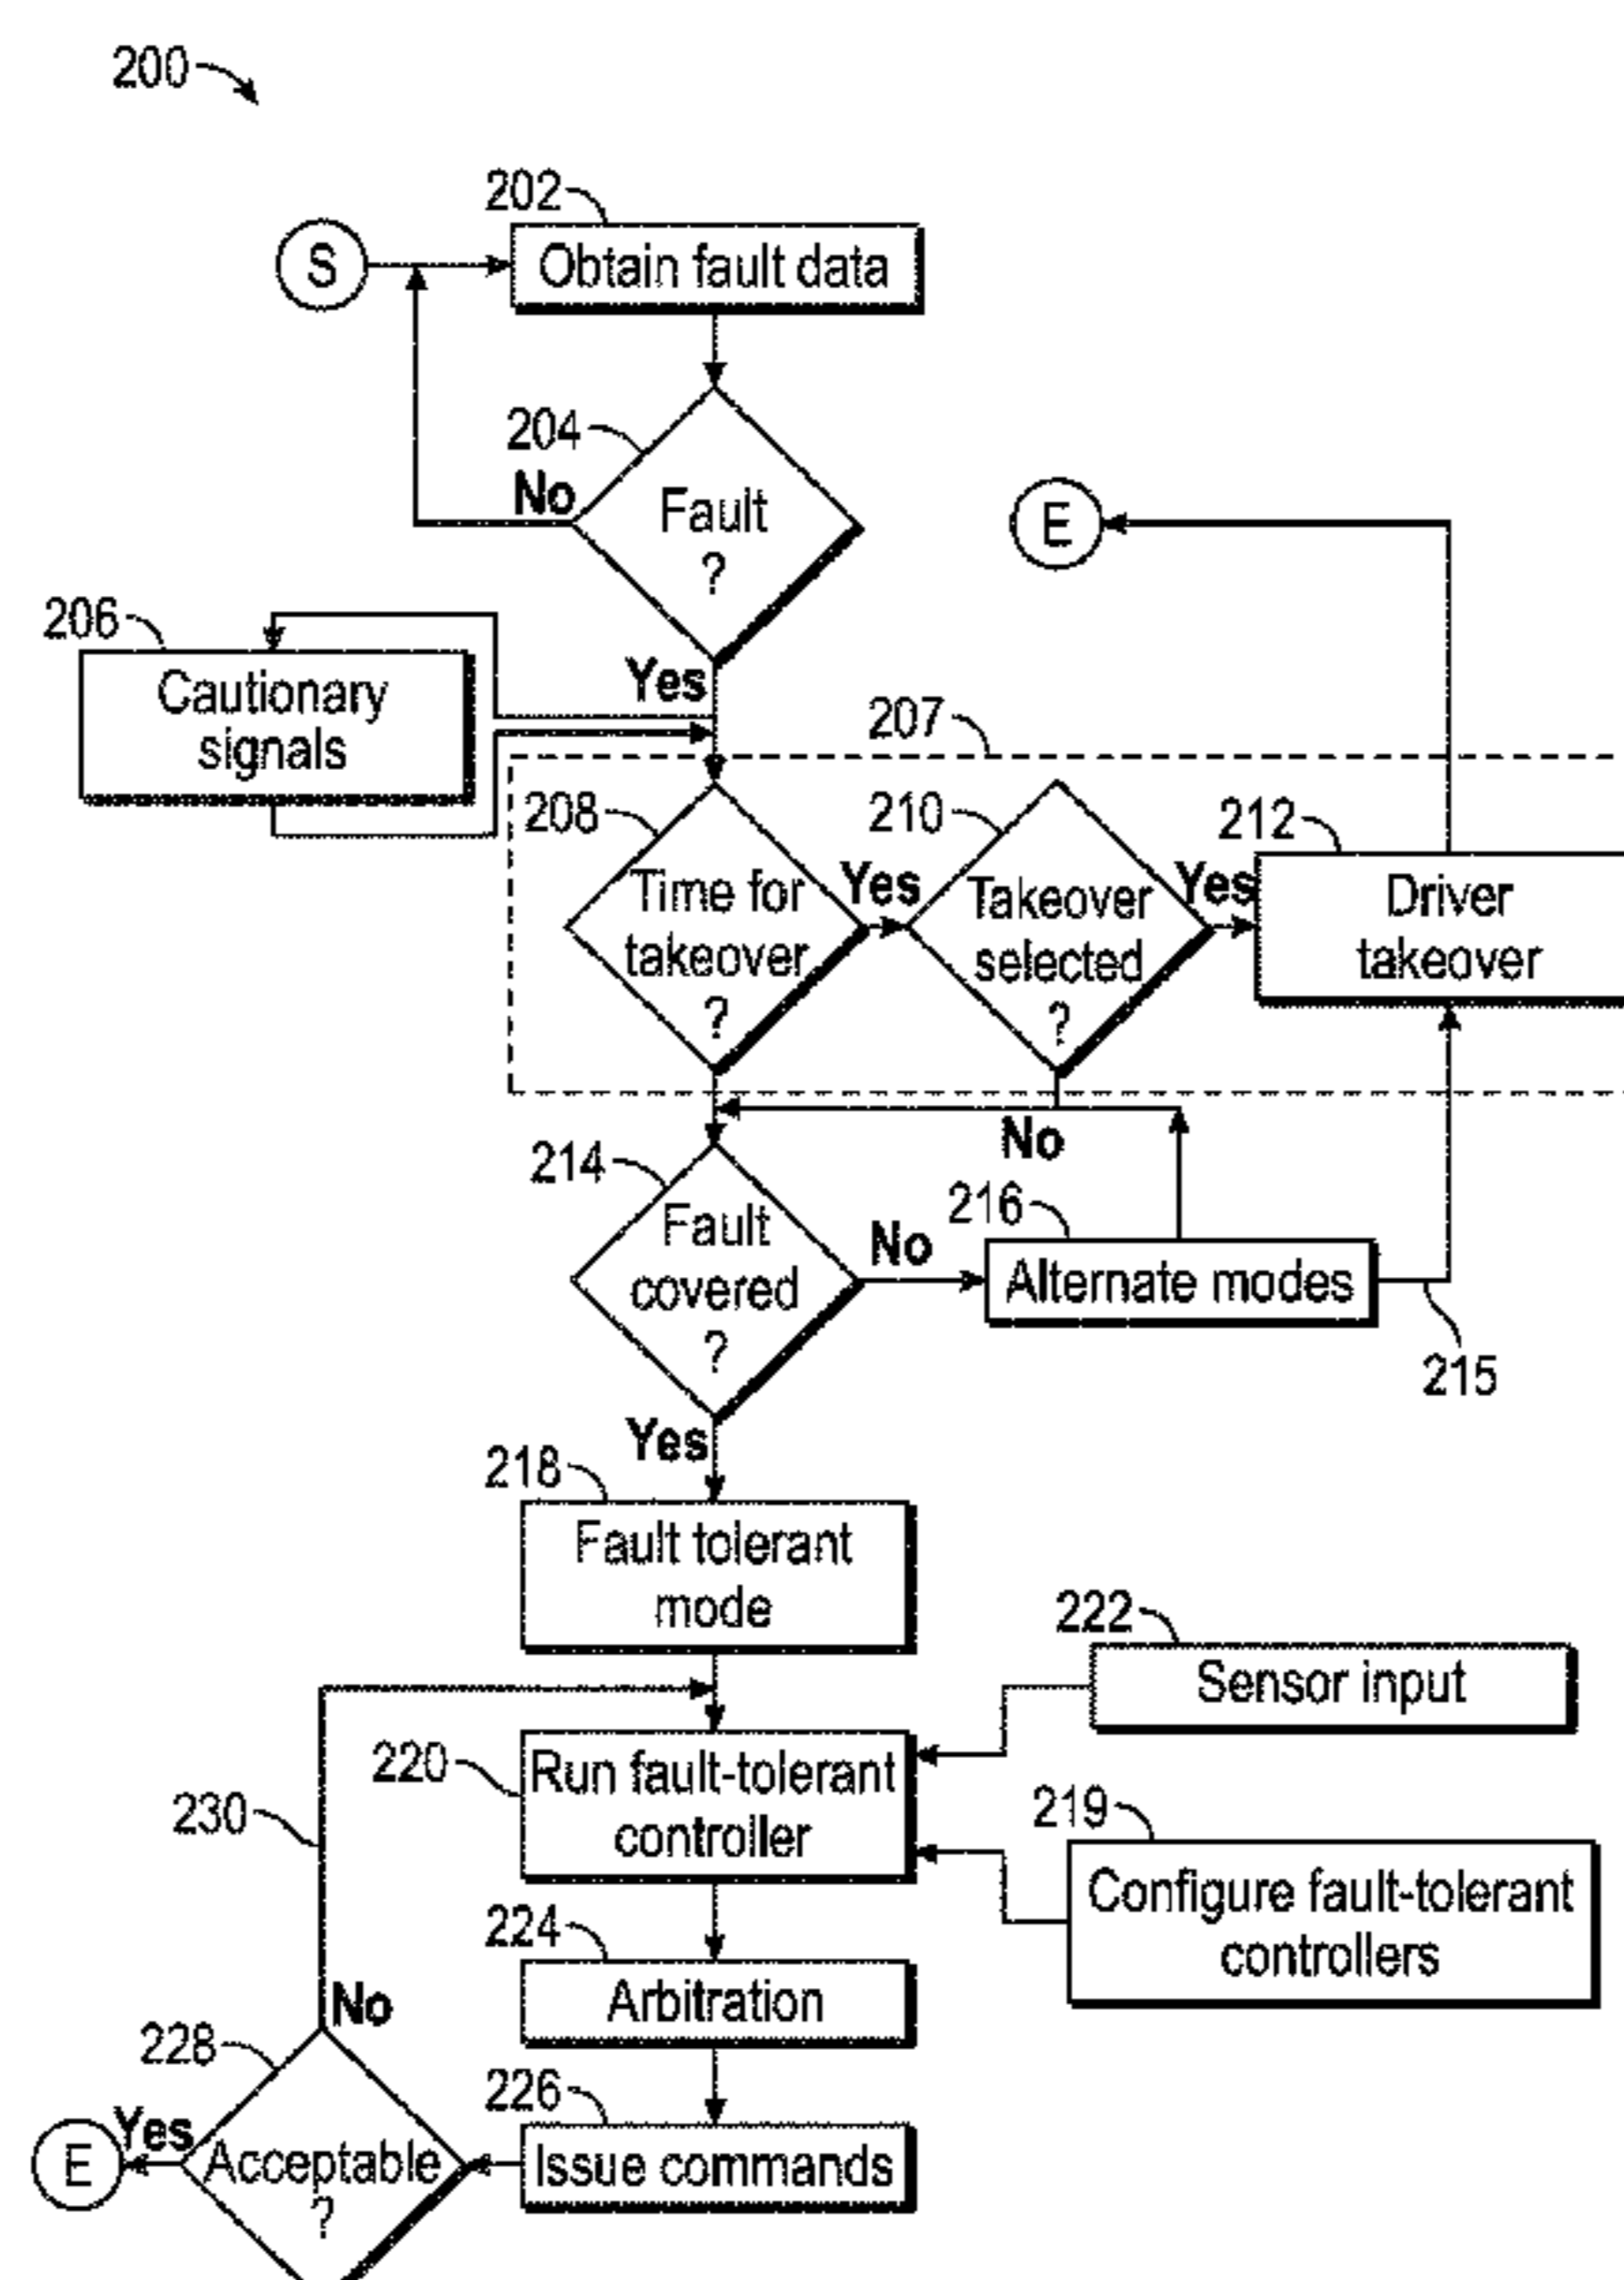 200
202
S
Obtain fault data
204
No
Fault
?
E
206
Cautionary
signals
Yes
207
208
210
212
Time for
takeover
?
Yes
Takeover
selected
?
Yes
Driver
takeover
No
214
Fault
covered
?
No
216
Alternate modes
215
Yes
218
Fault tolerant
mode
222
Sensor input
220
Run fault-tolerant
controller
230
219
Configure fault-tolerant
controllers
224
Arbitration
No
228
226
Yes
E
Acceptable
?
Issue commands